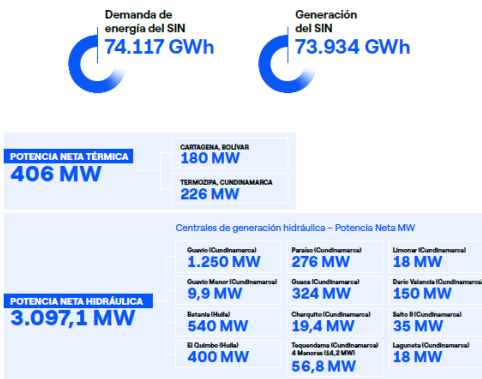 Demanda de
energía del SIN
74.117 GWh
Generación
del SIN
73.934 GWh
POTENCIA NETA TÉRMICA
406 MW
CARTAGENA, BOLÍVAR
180 MW
TERMOZIPA, CUNDINAMARCA
226 MW
Centrales de generación hidráulica – Potencia Neta MW
POTENCIA NETA HIDRÁULICA
3.097,1 MW
Guavio (Cundinamarca)
1.250 MW
Paraíso (Cundinamarca)
276 MW
Limonar (Cundinamarca)
18 MW
Guavio Menor (Cundinamarca)
9,9 MW
Guaca (Cundinamarca)
324 MW
Darío Valencia (Cundinamarca)
150 MW
Betania (Huila)
540 MW
Charquito (Cundinamarca)
19,4 MW
Salto II (Cundinamarca)
35 MW
El Quimbo (Huila)
400 MW
Tequendama (Cundinamarca)
4 Menores (14,2 MW)
56,8 MW
Laguneta (Cundinamarca)
18 MW